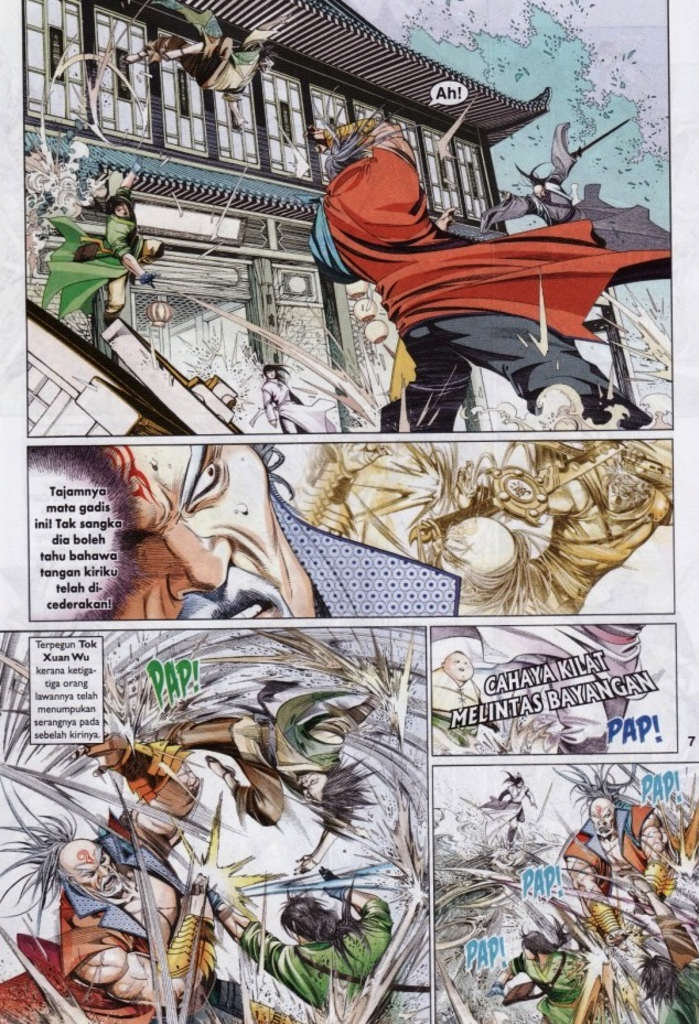 Ah!
Tajamnya
mata gadis
ini! Tak sangka
dia boleh
tahu bahawa
tangan kiriku
telah di-
cederakan!
Terpegun Tok
Xuan Wu
kerana ketiga-
tiga orang
lawannya telah
menumpukan
serangnya pada
sebelah kirinya.
PAP!
CAHAYA KILAT
MELINTAS BAYANGAN
PAP!
7
PAP!
PAP!
PAP!